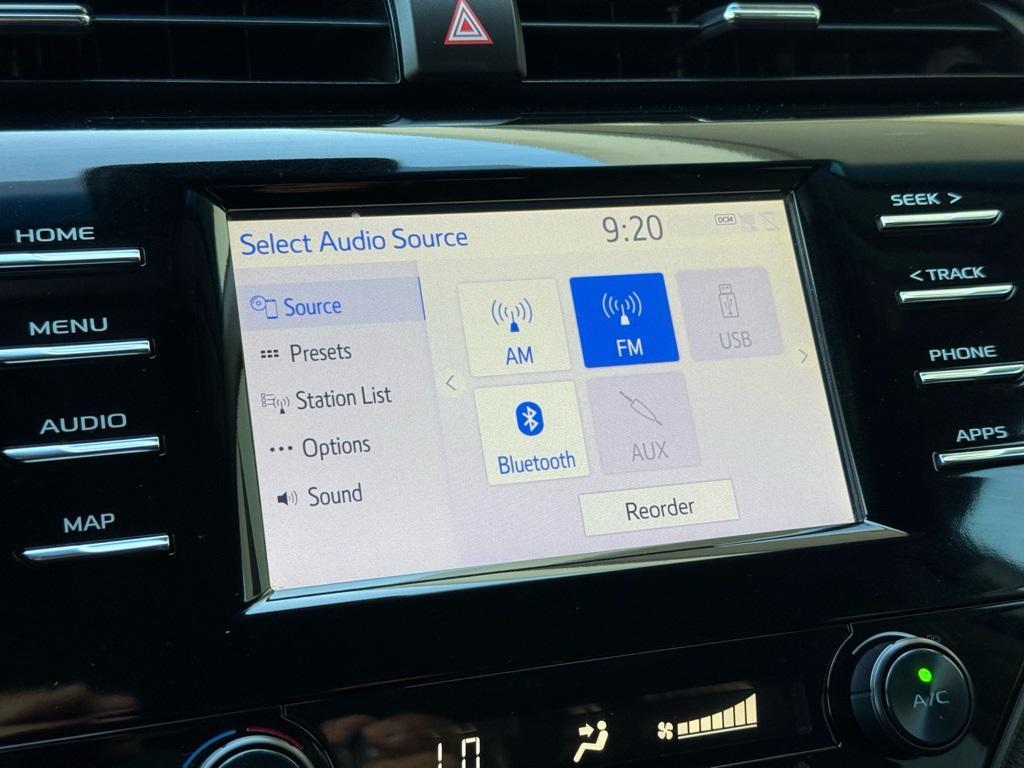 HOME
MENU
AUDIO
MAP
Select Audio Source
9:20
DCM
Source
Presets
Station List
Options
Sound
AM
FM
USB
Bluetooth
AUX
Reorder
SEEK >
< TRACK
PHONE
APPS
A/C